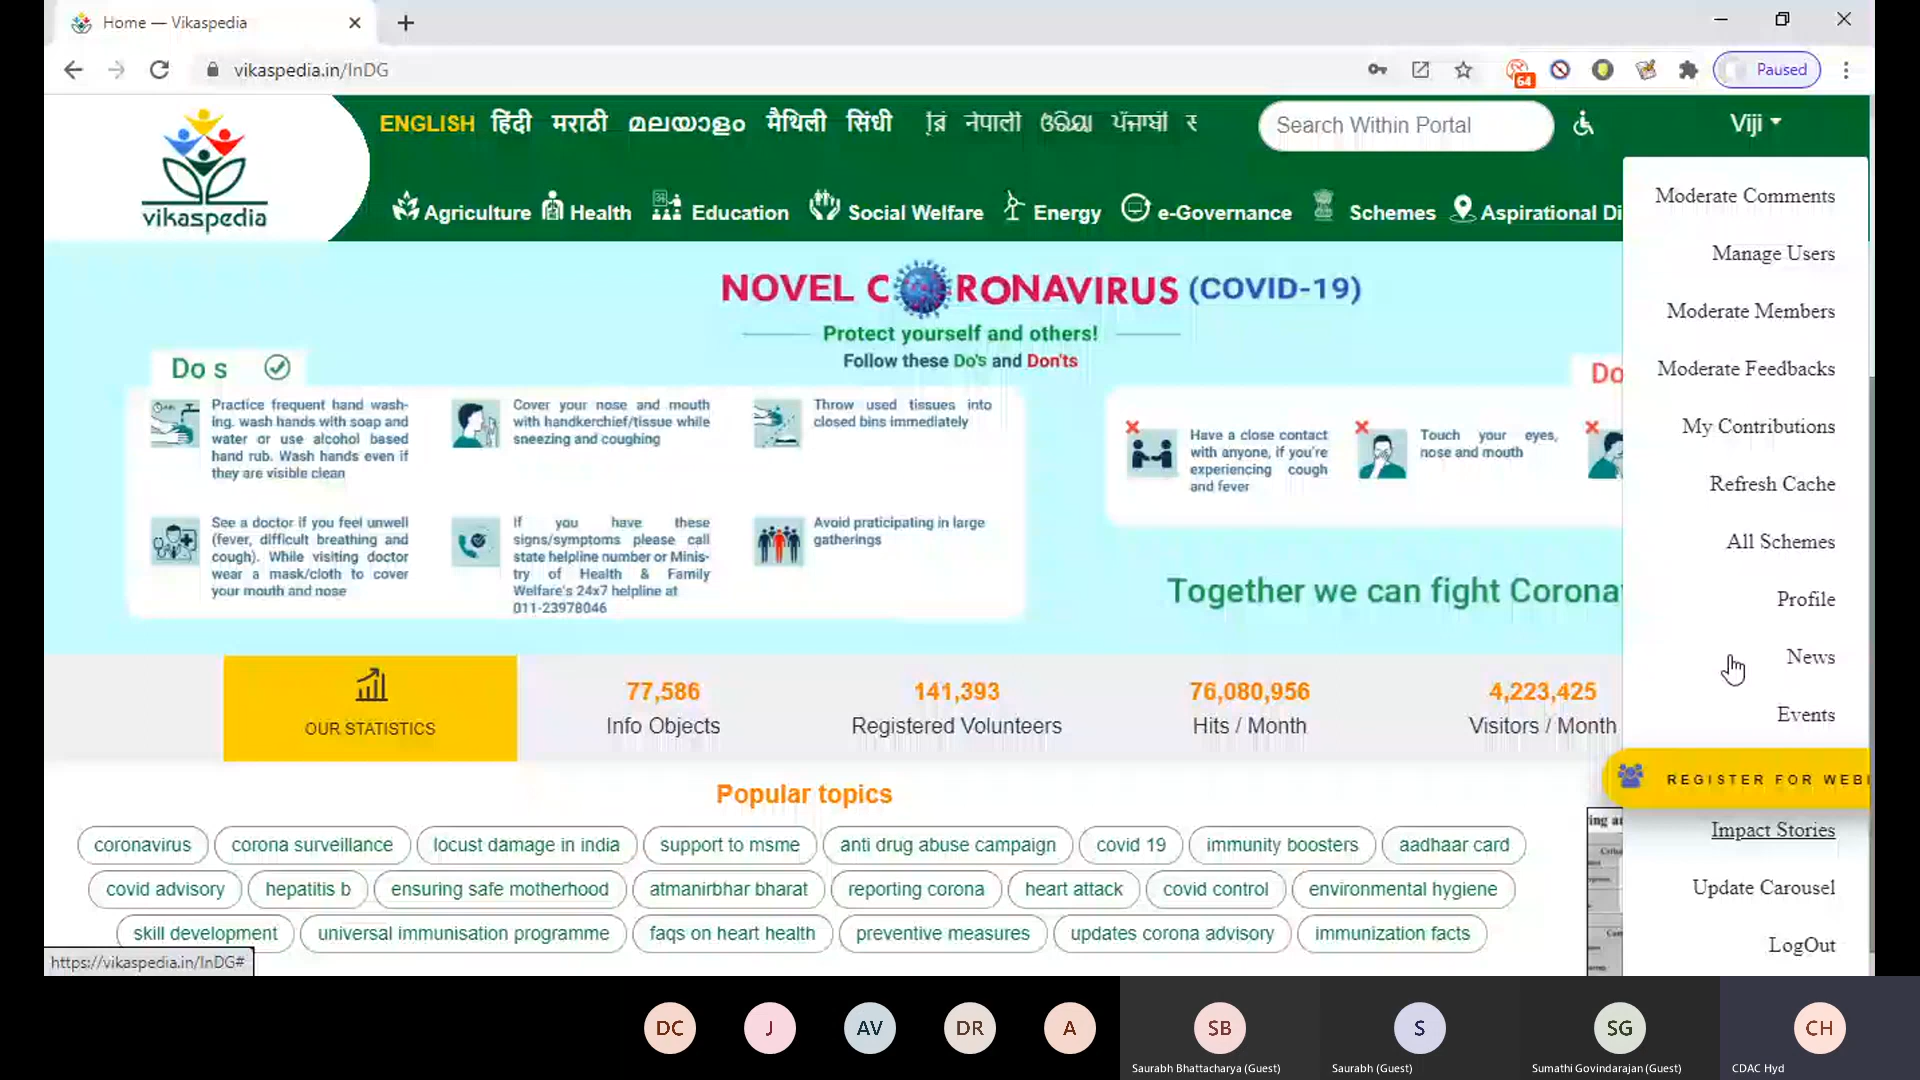 Home — Vikaspedia
vikaspedia.in/InDG
64
Paused
vikaspedia
ENGLISH हिंदी मराठी മലയാളം मैथिली सिंधी नेपाली ଓଡିଆ ਪੰਜਾਬੀ
Search Within Portal
Viji
Agriculture Health Education Social Welfare Energy e-Governance Schemes Aspirational Di
Moderate Comments
Manage Users
Moderate Members
Moderate Feedbacks
My Contributions
Refresh Cache
All Schemes
Profile
News
Events
REGISTER FOR WEBI
Impact Stories
Update Carousel
LogOut
NOVEL CORONAVIRUS (COVID-19)
Protect yourself and others!
Follow these Do's and Don'ts
Do s
Practice frequent hand wash-
ing. wash hands with soap and
water or use alcohol based
hand rub. Wash hands even if
they are visible clean
Cover your nose and mouth
with handkerchief/tissue while
sneezing and coughing
Throw used tissues into
closed bins immediately
See a doctor if you feel unwell
(fever, difficult breathing and
cough). While visiting doctor
wear a mask/cloth to cover
your mouth and nose
If you have these
signs/symptoms please call
state helpline number or Minis-
try of Health & Family
Welfare's 24x7 helpline at
011-23978046
Avoid praticipating in large
gatherings
Do
Have a close contact
with anyone, if you're
experiencing cough
and fever
Touch your eyes,
nose and mouth
Together we can fight Corona
OUR STATISTICS
77,586
Info Objects
141,393
Registered Volunteers
76,080,956
Hits / Month
4,223,425
Visitors / Month
Popular topics
coronavirus corona surveillance locust damage in india support to msme anti drug abuse campaign covid 19 immunity boosters aadhaar card
covid advisory hepatitis b ensuring safe motherhood atmanirbhar bharat reporting corona heart attack covid control environmental hygiene
skill development universal immunisation programme faqs on heart health preventive measures updates corona advisory immunization facts
ing a
https://vikaspedia.in/InDG#
DC J AV DR A SB S SG CH
Saurabh Bhattacharya (Guest) Saurabh (Guest) Sumathi Govindarajan (Guest) CDAC Hyd